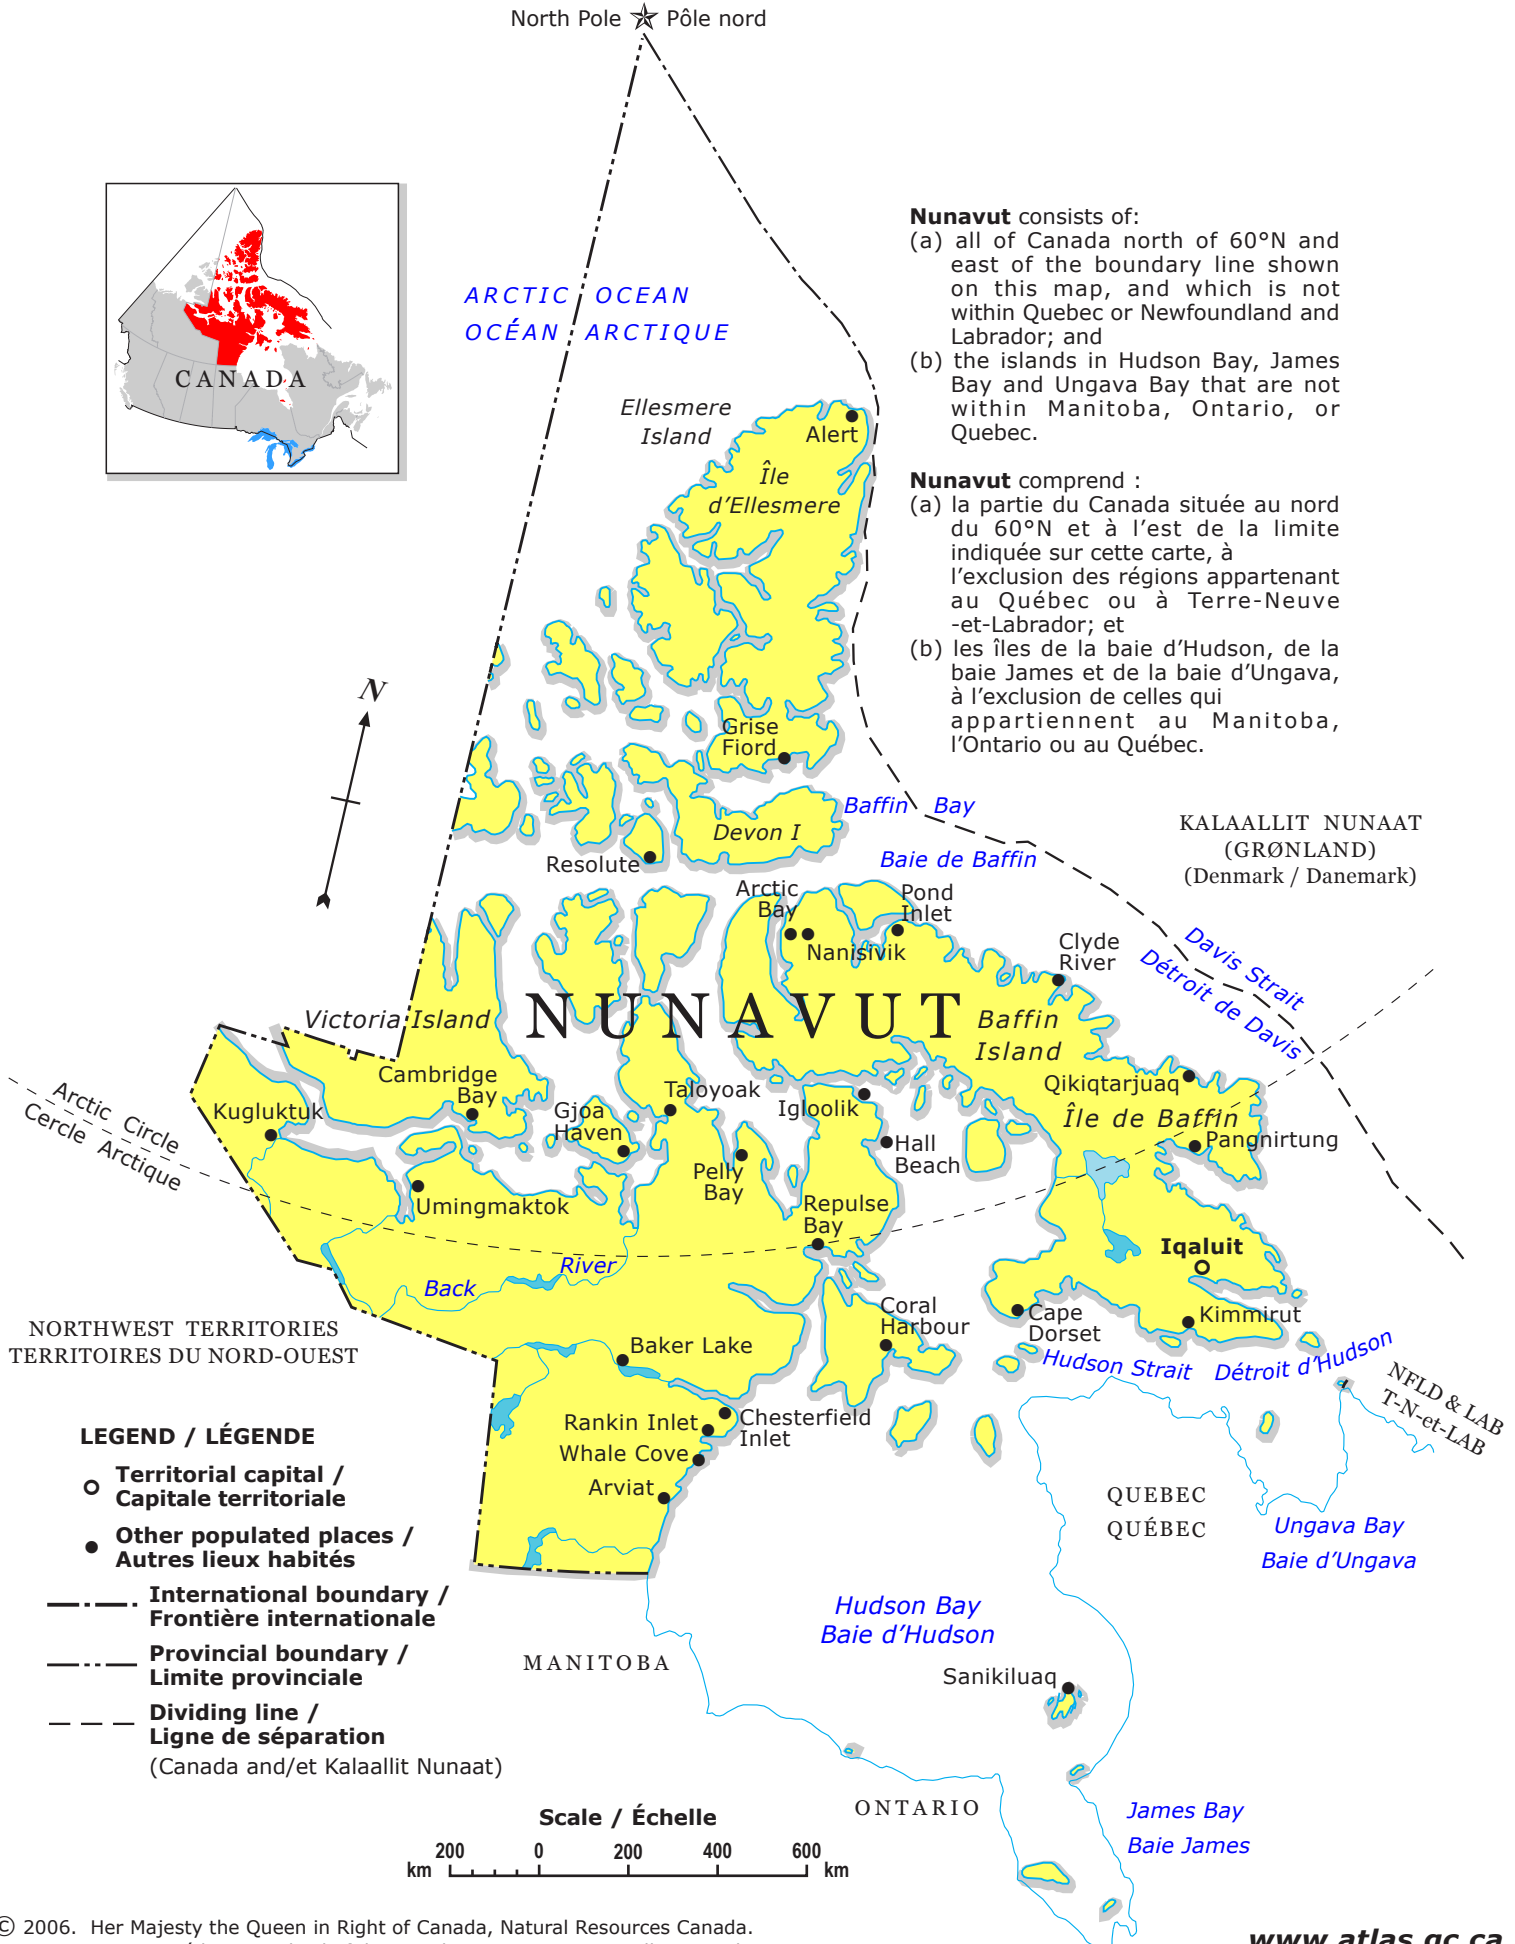 North Pole Pôle nord
Nunavut consists of:
(a) all of Canada north of 60°N and
east of the boundary line shown
on this map, and which is not
within Quebec or Newfoundland and
Labrador; and
(b) the islands in Hudson Bay, James
Bay and Ungava Bay that are not
within Manitoba, Ontario, or
Quebec.
Nunavut comprend :
(a) la partie du Canada située au nord
du 60°N et à l'est de la limite
indiquée sur cette carte, à
l'exclusion des régions appartenant
au Québec ou à Terre-Neuve
-et-Labrador; et
(b) les îles de la baie d'Hudson, de la
baie James et de la baie d'Ungava,
à l'exclusion de celles qui
appartiennent au Manitoba,
l'Ontario ou au Québec.
CANADA
ARCTIC OCEAN
OCÉAN ARCTIQUE
Ellesmere
Island
Alert
Île
d'Ellesmere
N
Grise
Fiord
Baffin Bay
Baie de Baffin
Devon I
Resolute
KALAALLIT NUNAAT
(GRØNLAND)
(Denmark / Danemark)
Arctic
Bay
Nanisivik
Pond
Inlet
Clyde
River
Davis Strait
Détroit de Davis
NUNAVUT
Victoria Island
Baffin
Island
Cambridge
Bay
Taloyoak
Igloolik
Qikiqtarjuaq
Île de Baffin
Arctic Circle
Cercle Arctique
Kugluktuk
Gjoa
Haven
Hall
Beach
Pangnirtung
Pelly
Bay
Umingmaktok
Repulse
Bay
Iqaluit
Back
River
Coral
Harbour
Cape
Dorset
Kimmirut
NORTHWEST TERRITORIES
TERRITOIRES DU NORD-OUEST
Baker Lake
Hudson Strait Détroit d'Hudson
NFLD & LAB
T-N-et-LAB
Rankin Inlet
Chesterfield
Inlet
Whale Cove
Arviat
QUEBEC
QUÉBEC
Ungava Bay
Baie d'Ungava
LEGEND / LÉGENDE
Territorial capital /
Capitale territoriale
Other populated places /
Autres lieux habités
International boundary /
Frontière internationale
Provincial boundary /
Limite provinciale
Dividing line /
Ligne de séparation
(Canada and/et Kalaallit Nunaat)
Hudson Bay
Baie d'Hudson
MANITOBA
Sanikiluaq
ONTARIO
James Bay
Baie James
Scale / Échelle
200 0 200 400 600
km km
© 2006. Her Majesty the Queen in Right of Canada, Natural Resources Canada.
www.atlas.gc.ca